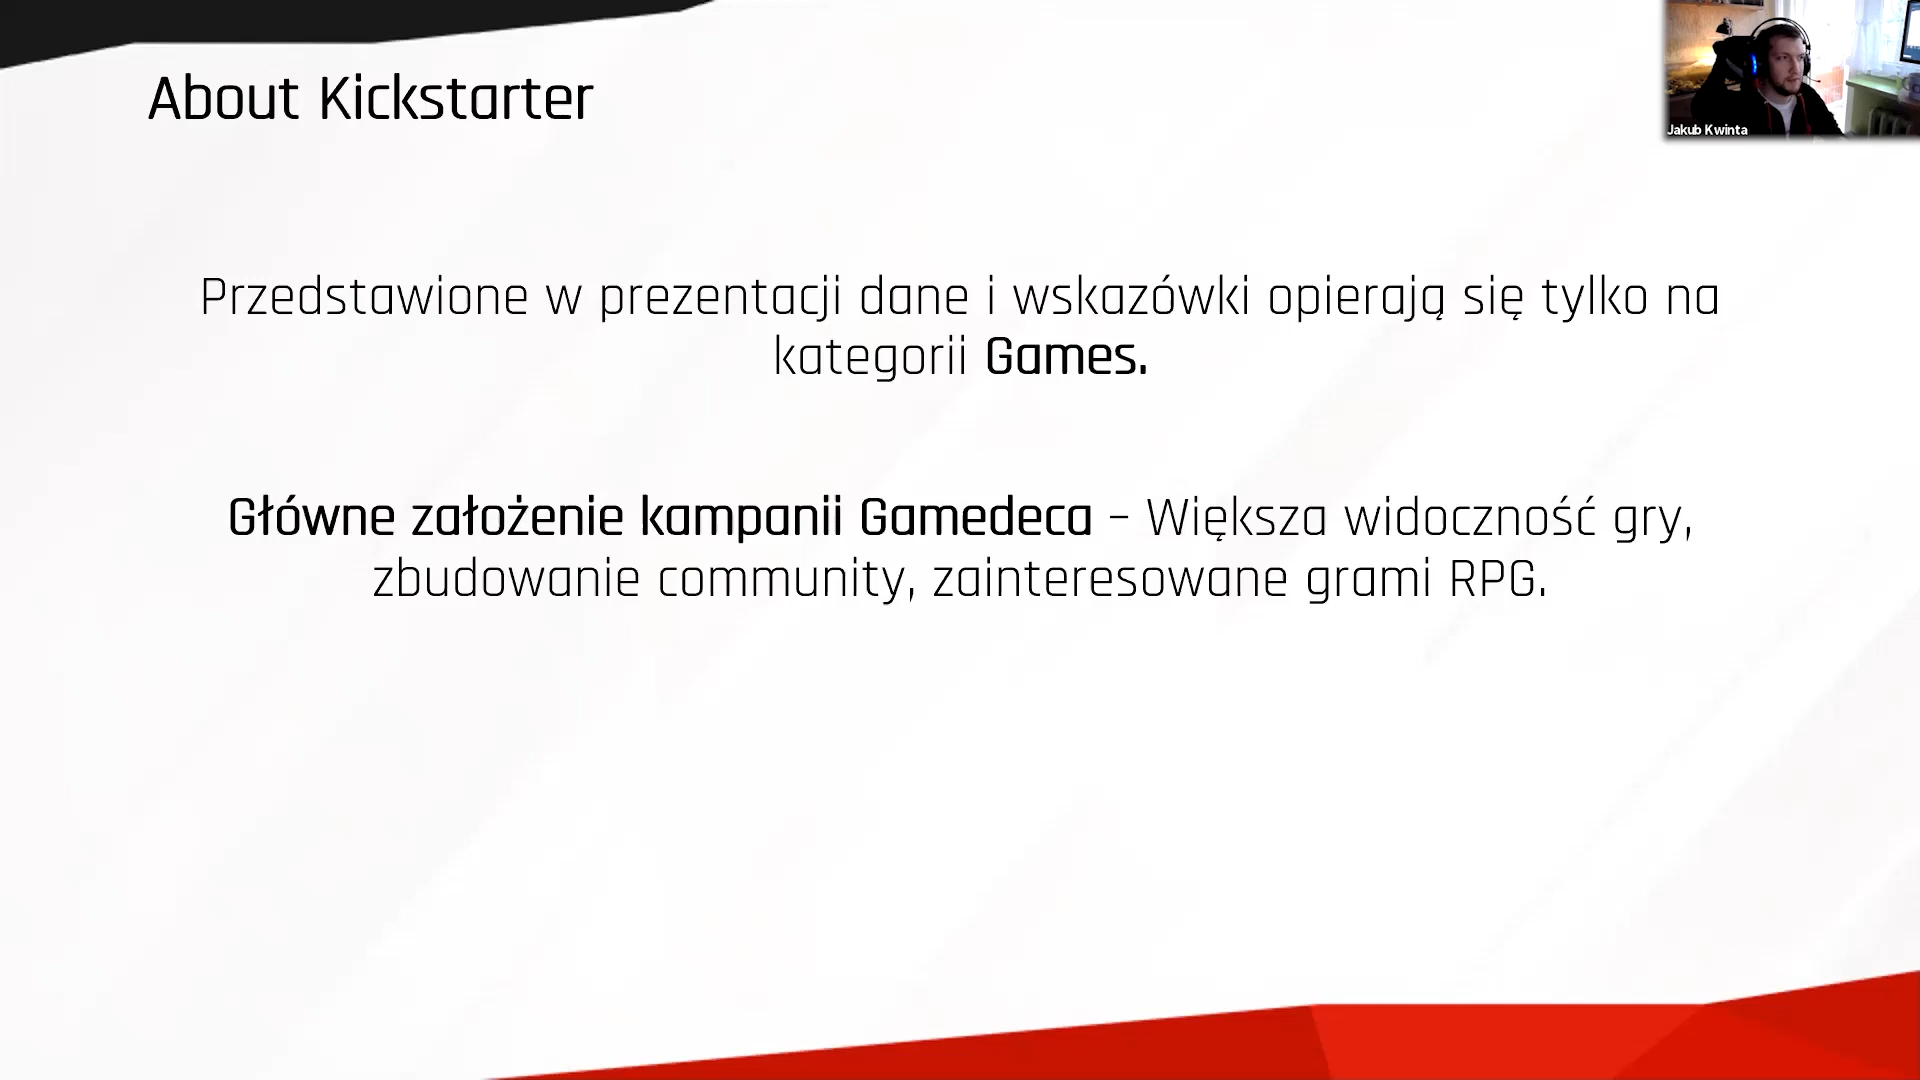 About Kickstarter
Jakub Kwinta
Przedstawione w prezentacji dane i wskazówki opierają się tylko na
kategorii Games.
Główne założenie kampanii Gamedeca – Większa widoczność gry,
zbudowanie community, zainteresowane grami RPG.